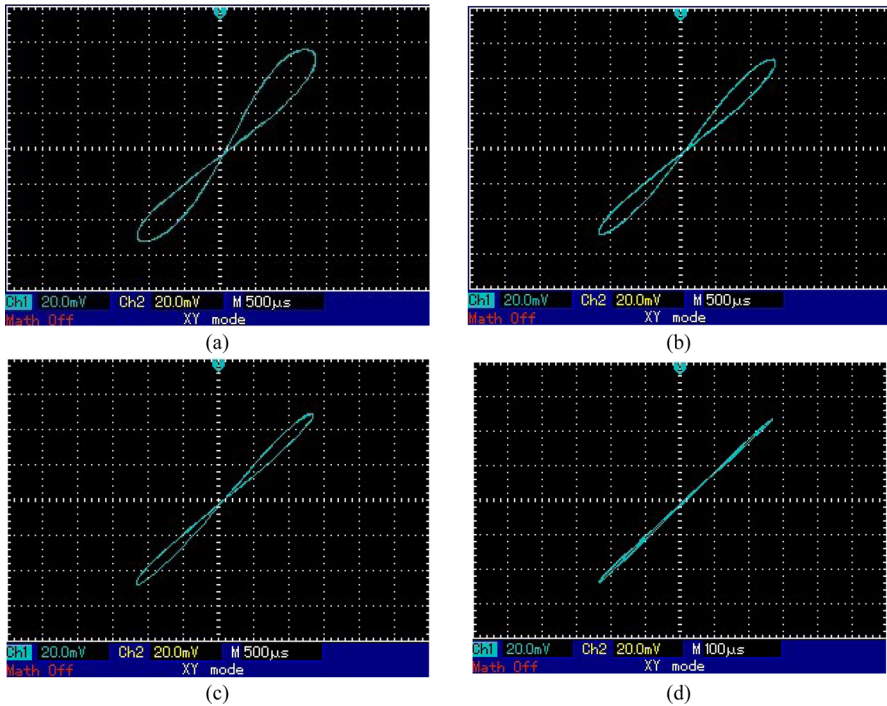 Ch1 20.0mV Ch2 20.0mV M 500µs
Math Off XY mode
(a)
Ch1 20.0mV Ch2 20.0mV M 500µs
Math Off XY mode
(b)
Ch1 20.0mV Ch2 20.0mV M 500µs
Math Off XY mode
(c)
Ch1 20.0mV Ch2 20.0mV M 100µs
Math Off XY mode
(d)